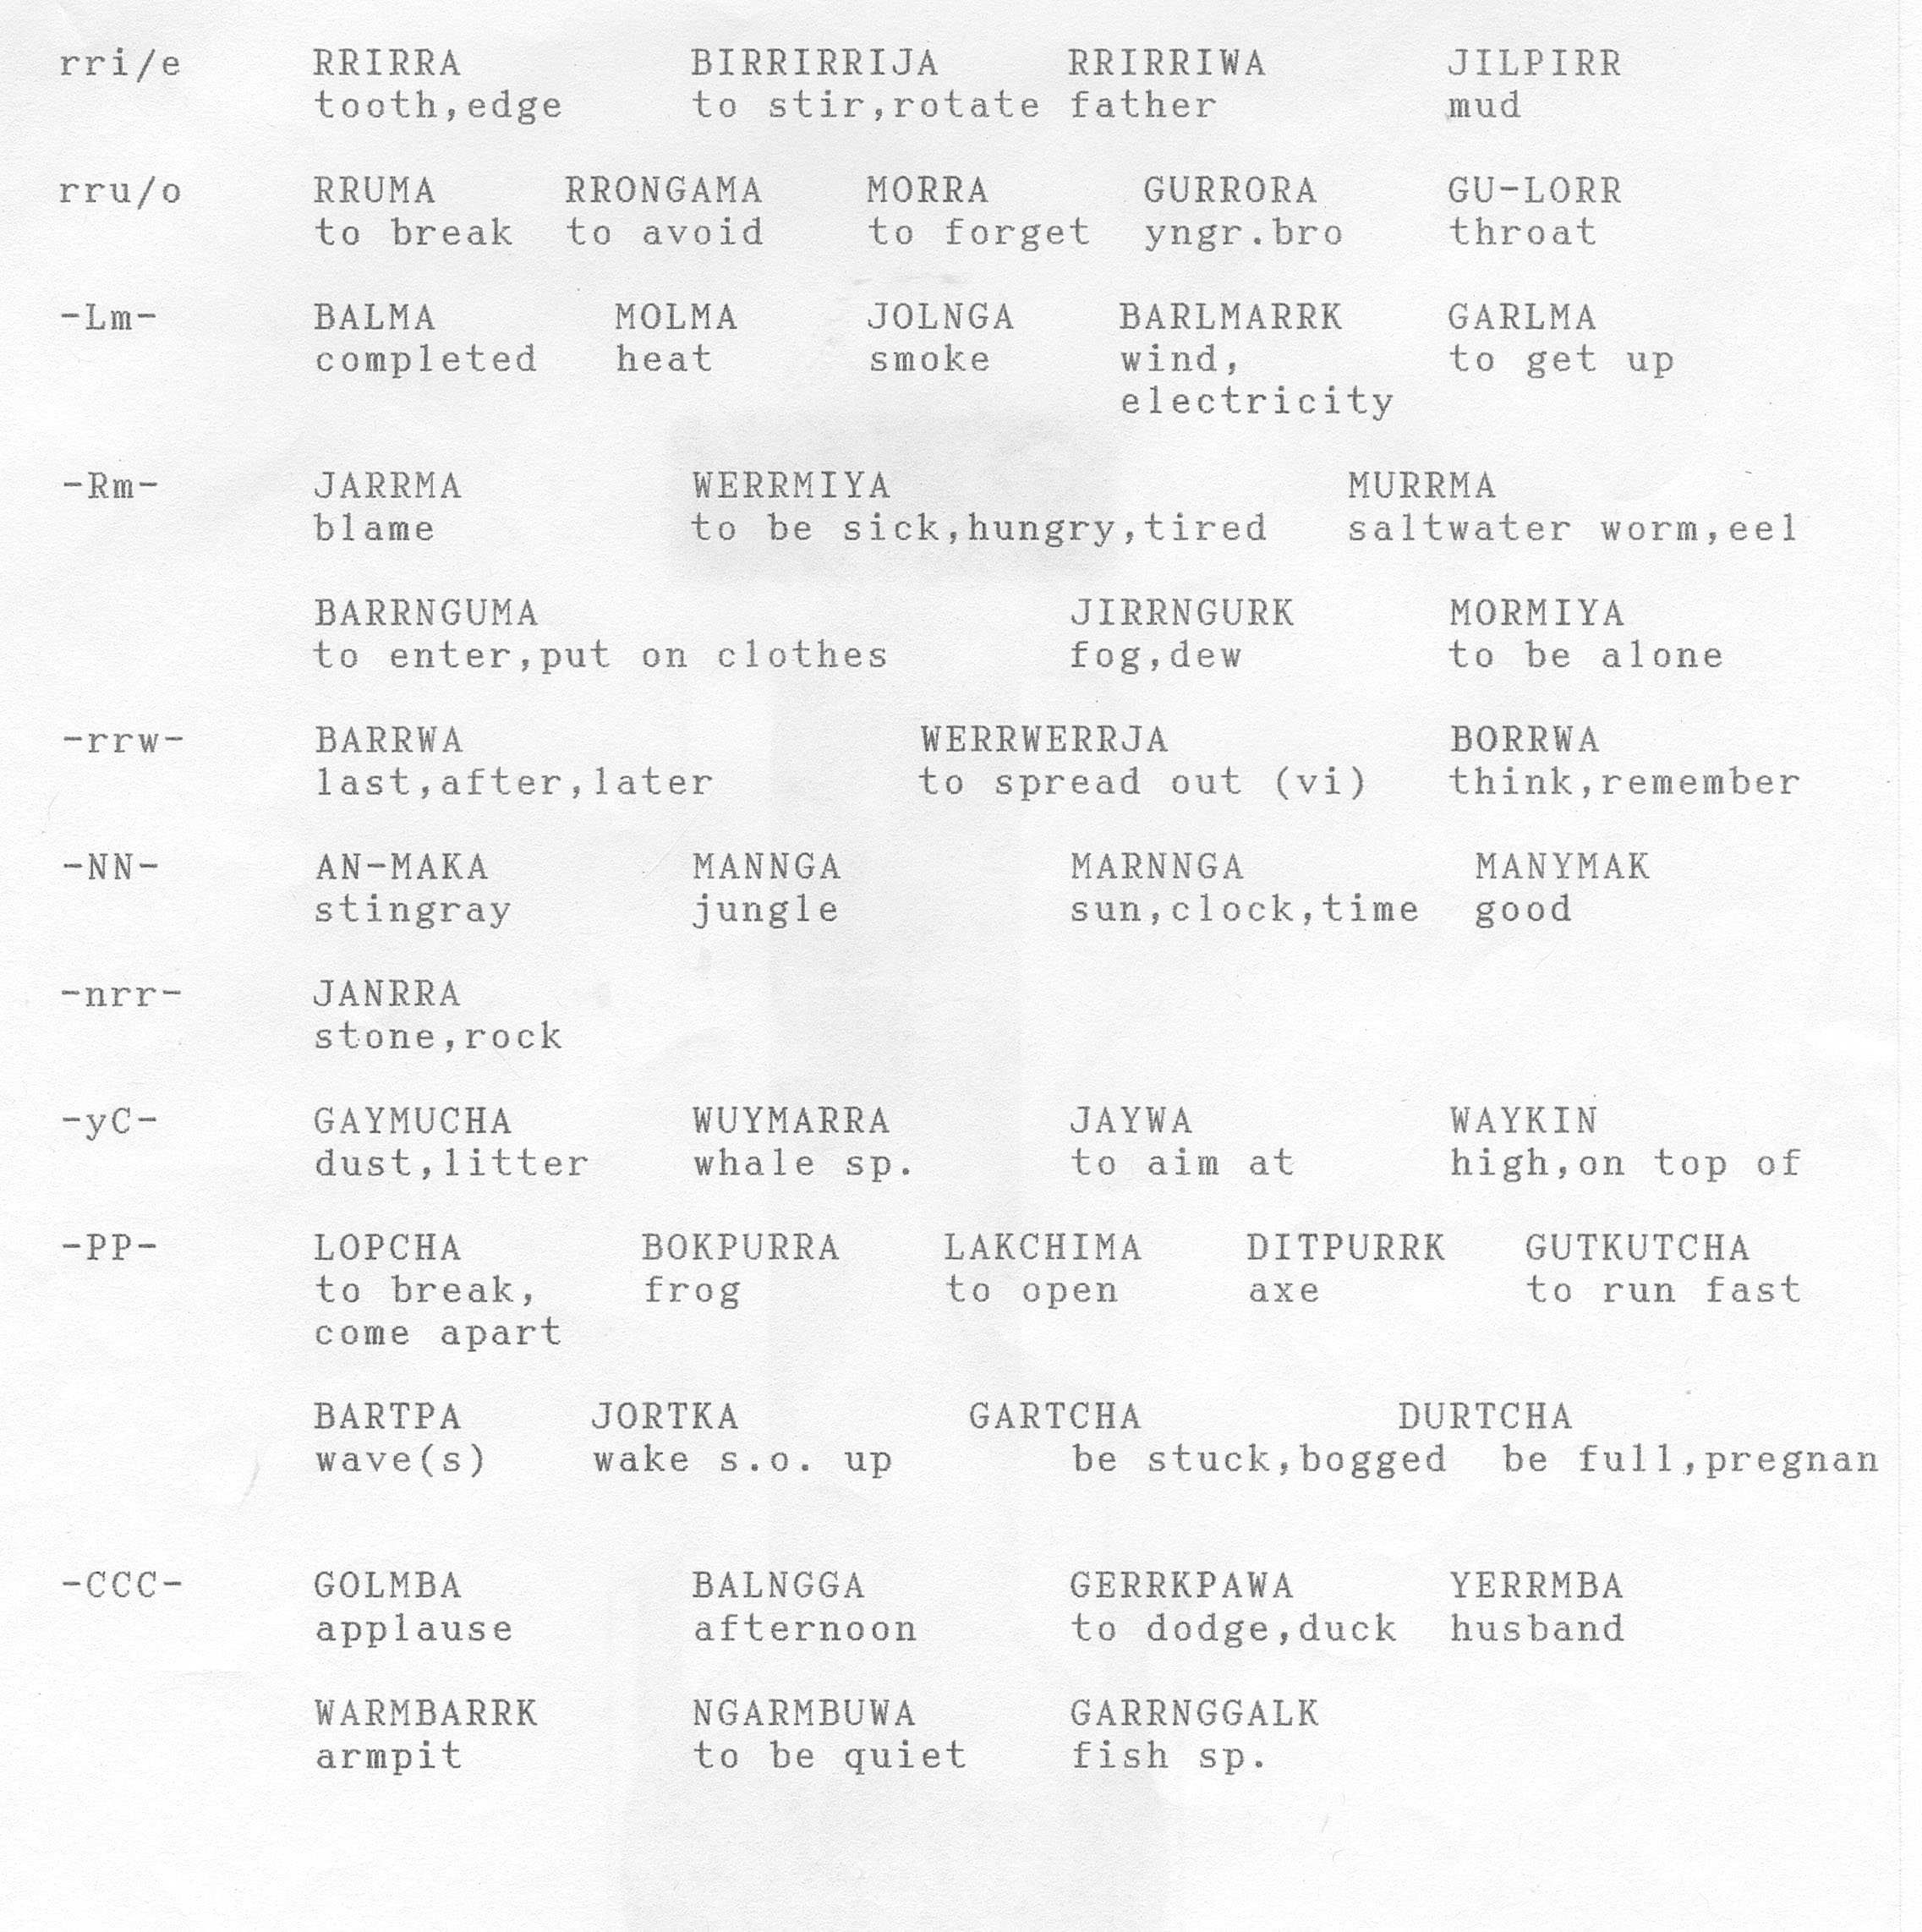 rri/e RRIRRA BIRRIRRIJA RRIRRIWA JILPIRR
tooth,edge to stir,rotate father mud
rru/o RRUMA RRONGAMA MORRA GURRORA GU-LORR
to break to avoid to forget yngr.bro throat
-Lm- BALMA MOLMA JOLNGA BARLMARRK GARLMA
completed heat smoke wind, to get up
electricity
-Rm- JARRMA WERRMIYA MURRMA
blame to be sick,hungry,tired saltwater worm,eel
BARRNGUMA JIRRNGURK MORMIYA
to enter,put on clothes fog,dew to be alone
-rrw- BARRWA WERRWERRJA BORRWA
last,after,later to spread out (vi) think,remember
-NN- AN-MAKA MANNGA MARNNGA MANYMAK
stingray jungle sun,clock,time good
-nrr- JANRRA
stone,rock
-yC- GAYMUCHA WUYMARRA JAYWA WAYKIN
dust,litter whale sp. to aim at high,on top of
-PP- LOPCHA BOKPURRA LAKCHIMA DITPURRK GUTKUTCHA
to break, frog to open axe to run fast
come apart
BARTPA JORTKA GARTCHA DURTCHA
wave(s) wake s.o. up be stuck,bogged be full,pregnan
-CCC- GOLMBA BALNGGA GERRKPAWA YERRMBA
applause afternoon to dodge,duck husband
WARMBARRK NGARMBUWA GARRNGGALK
armpit to be quiet fish sp.